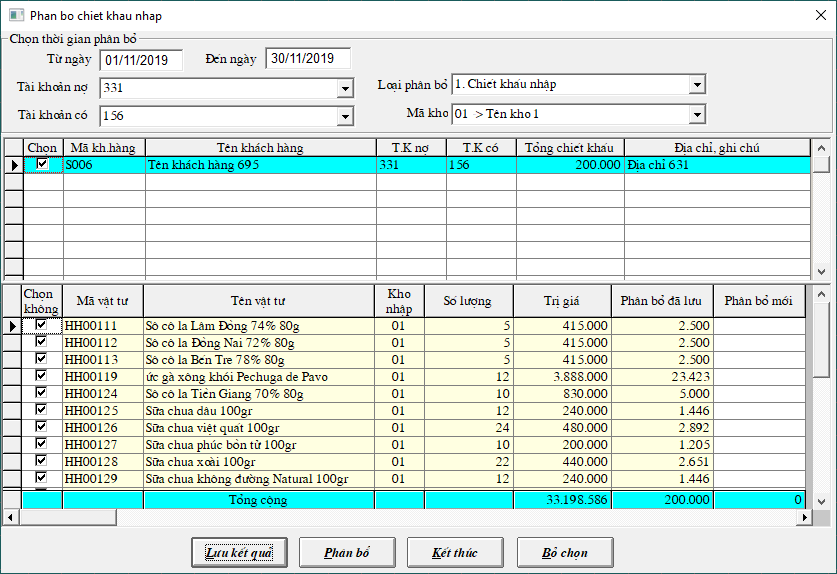 Phan bo chiet khau nhap
Chọn thời gian phân bổ
Từ ngày 01/11/2019 Đến ngày 30/11/2019
Tài khoản nợ 331 Loại phân bổ 1. Chiết khấu nhập
Tài khoản có 156 Mã kho 01 -> Tên kho 1
Chọn Mã kh.hàng Tên khách hàng T.K nợ T.K có Tổng chiết khấu Địa chỉ, ghi chú
S006 Tên khách hàng 695 331 156 200.000 Địa chỉ 631
Chọn không Mã vật tư Tên vật tư Kho nhập Số lượng Trị giá Phân bổ đã lưu Phân bổ mới
HH00111 Sô cô la Lâm Đồng 74% 80g 01 5 415.000 2.500
HH00112 Sô cô la Đồng Nai 72% 80g 01 5 415.000 2.500
HH00113 Sô cô la Bến Tre 78% 80g 01 5 415.000 2.500
HH00119 ức gà xông khói Pechuga de Pavo 01 12 3.888.000 23.423
HH00124 Sô cô la Tiền Giang 70% 80g 01 10 830.000 5.000
HH00125 Sữa chua dâu 100gr 01 12 240.000 1.446
HH00126 Sữa chua việt quất 100gr 01 24 480.000 2.892
HH00127 Sữa chua phúc bồn tử 100gr 01 10 200.000 1.205
HH00128 Sữa chua xoài 100gr 01 22 440.000 2.651
HH00129 Sữa chua không đường Natural 100gr 01 12 240.000 1.446
Tổng cộng 33.198.586 200.000 0
Lưu kết quả Phân bổ Kết thúc Bỏ chọn